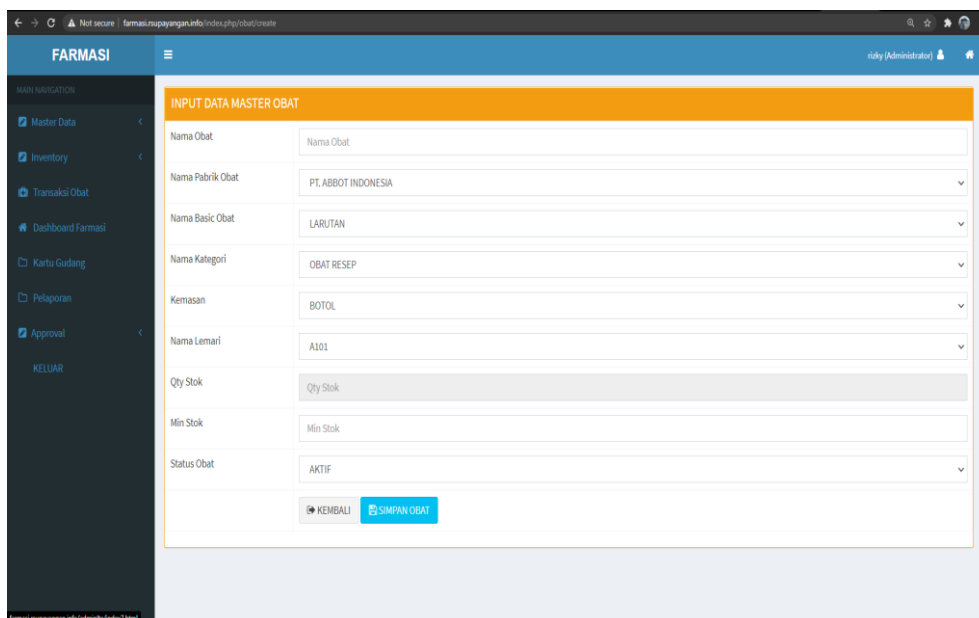 Not secure farmasi.rsupayangan.info/index.php/obat/create
FARMASI
rizky (Administrator)
MAIN NAVIGATION
Master Data
Inventory
Transaksi Obat
Dashboard Farmasi
Kartu Gudang
Pelaporan
Approval
KELUAR
INPUT DATA MASTER OBAT
Nama Obat Nama Obat
Nama Pabrik Obat PT. ABBOT INDONESIA
Nama Basic Obat LARUTAN
Nama Kategori OBAT RESEP
Kemasan BOTOL
Nama Lemari A101
Qty Stok Qty Stok
Min Stok Min Stok
Status Obat AKTIF
KEMBALI SIMPAN OBAT